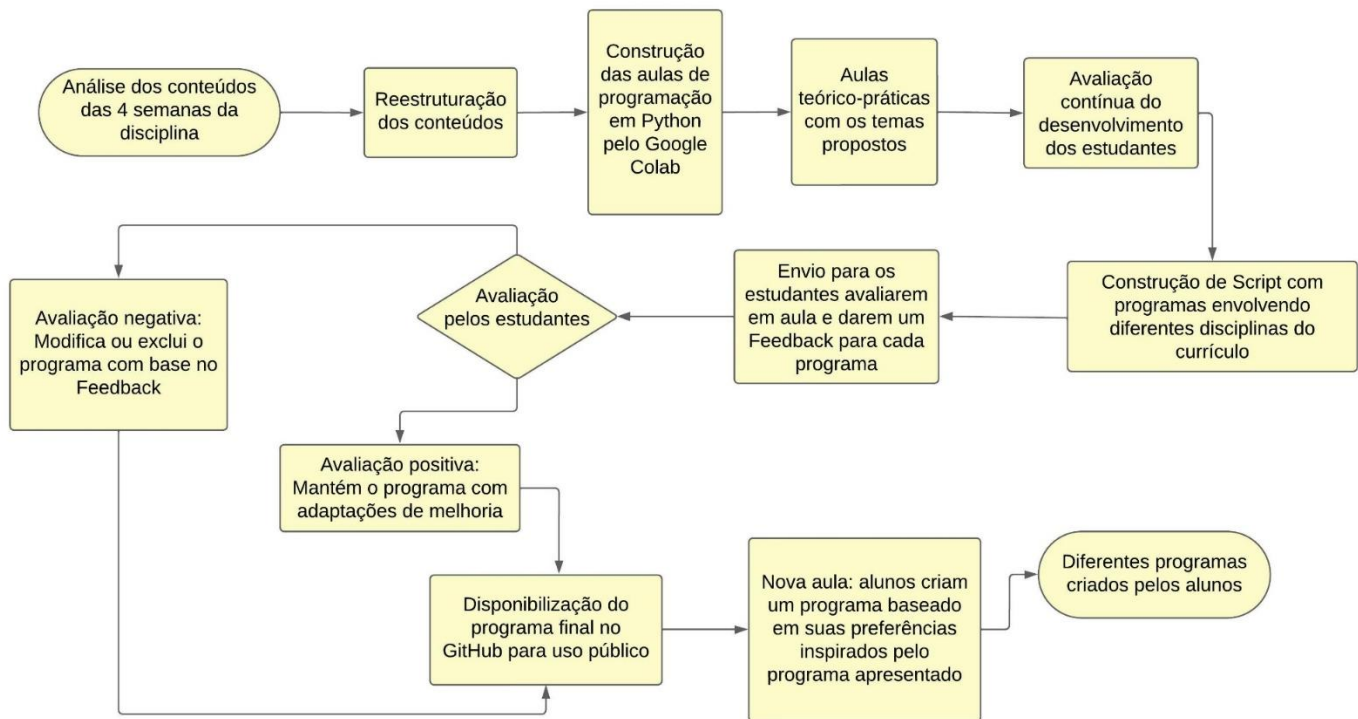 Análise dos conteúdos
das 4 semanas da
disciplina
Reestruturação
dos conteúdos
Construção
das aulas de
programação
em Python
pelo Google
Colab
Aulas
teórico-práticas
com os temas
propostos
Avaliação
contínua do
desenvolvimento
dos estudantes
Construção de Script com
programas envolvendo
diferentes disciplinas do
currículo
Envio para os
estudantes avaliarem
em aula e darem um
Feedback para cada
programa
Avaliação
pelos estudantes
Avaliação negativa:
Modifica ou exclui o
programa com base no
Feedback
Avaliação positiva:
Mantém o programa com
adaptações de melhoria
Disponibilização do
programa final no
GitHub para uso público
Nova aula: alunos criam
um programa baseado
em suas preferências
inspirados pelo
programa apresentado
Diferentes programas
criados pelos alunos